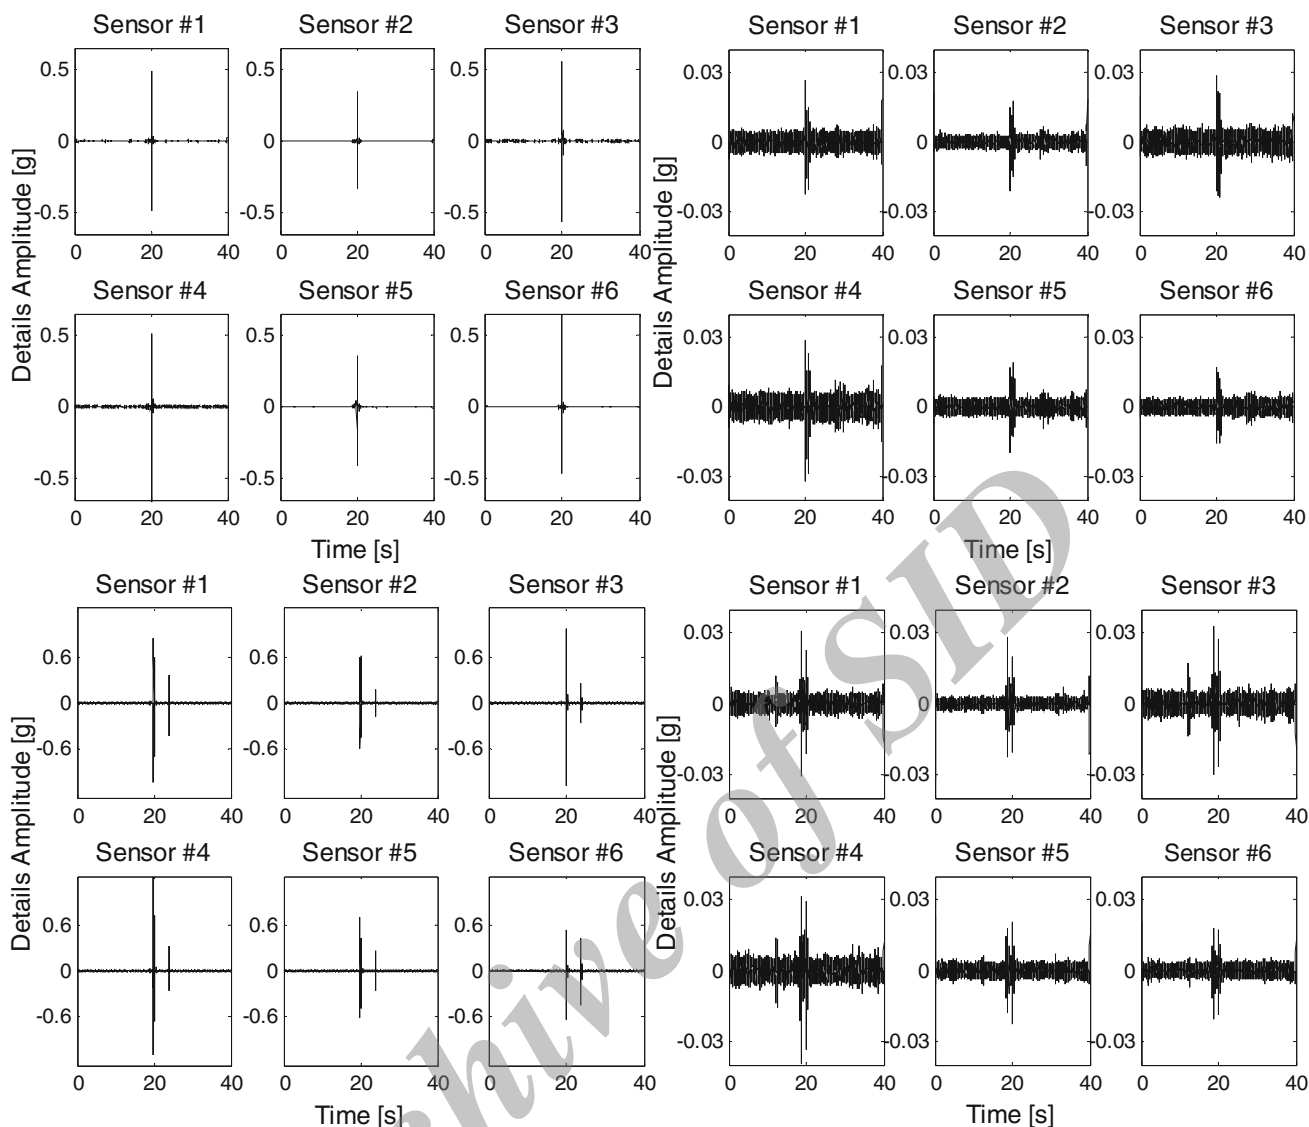 Sensor #1 Sensor #2 Sensor #3
0.5 0.5 0.5
0 0 0
-0.5 -0.5 -0.5
0 20 40 0 20 40 0 20 40
Sensor #4 Sensor #5 Sensor #6
0.5 0.5 0.5
0 0 0
-0.5 -0.5 -0.5
0 20 40 0 20 40 0 20 40
Details Amplitude [g]
Time [s]
Sensor #1 Sensor #2 Sensor #3
0.03 0.03 0.03
0 0 0
-0.03 -0.03 -0.03
0 20 40 0 20 40 0 20 40
Sensor #4 Sensor #5 Sensor #6
0.03 0.03 0.03
0 0 0
-0.03 -0.03 -0.03
0 20 40 0 20 40 0 20 40
Details Amplitude [g]
Time [s]
Sensor #1 Sensor #2 Sensor #3
0.6 0.6 0.6
0 0 0
-0.6 -0.6 -0.6
0 20 40 0 20 40 0 20 40
Sensor #4 Sensor #5 Sensor #6
0.6 0.6 0.6
0 0 0
-0.6 -0.6 -0.6
0 20 40 0 20 40 0 20 40
Details Amplitude [g]
Time [s]
Sensor #1 Sensor #2 Sensor #3
0.03 0.03 0.03
0 0 0
-0.03 -0.03 -0.03
0 20 40 0 20 40 0 20 40
Sensor #4 Sensor #5 Sensor #6
0.03 0.03 0.03
0 0 0
-0.03 -0.03 -0.03
0 20 40 0 20 40 0 20 40
Details Amplitude [g]
Time [s]
hive of SID